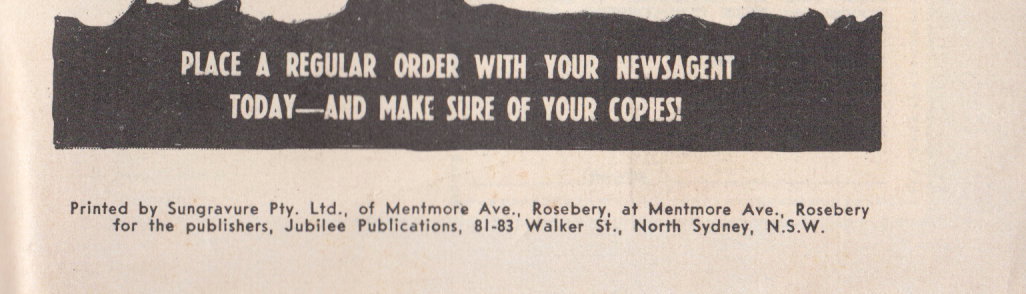 PLACE A REGULAR ORDER WITH YOUR NEWSAGENT
TODAY—AND MAKE SURE OF YOUR COPIES!
Printed by Sungravure Pty. Ltd., of Mentmore Ave., Rosebery, at Mentmore Ave., Rosebery
for the publishers, Jubilee Publications, 81-83 Walker St., North Sydney, N.S.W.